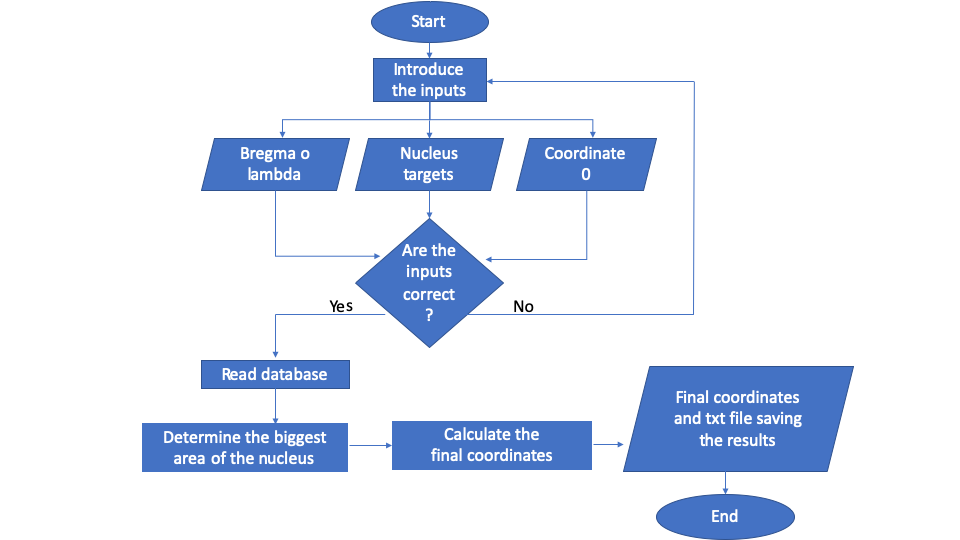 Start
Introduce
the inputs
Bregma o
lambda
Nucleus
targets
Coordinate
0
Are the
inputs
correct
?
Yes
No
Read database
Determine the biggest
area of the nucleus
Calculate the
final coordinates
Final coordinates
and txt file saving
the results
End